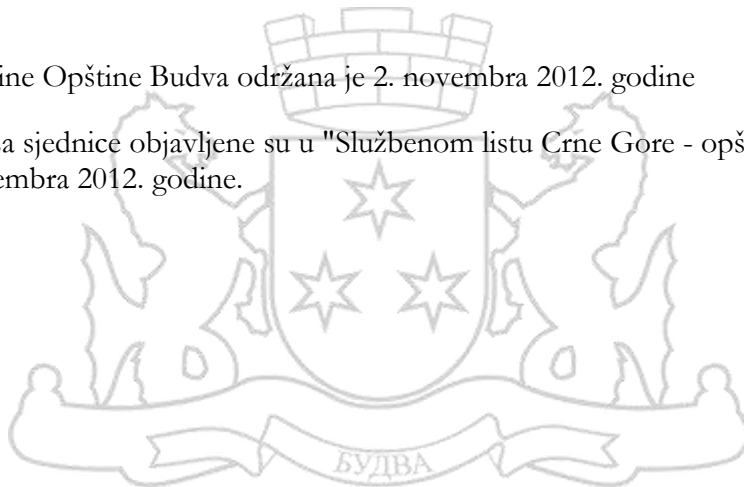 ine Opštine Budva održana je 2. novembra 2012. godine
sa sjednice objavljene su u "Službenom listu Crne Gore - opš
embra 2012. godine.
БУДВА